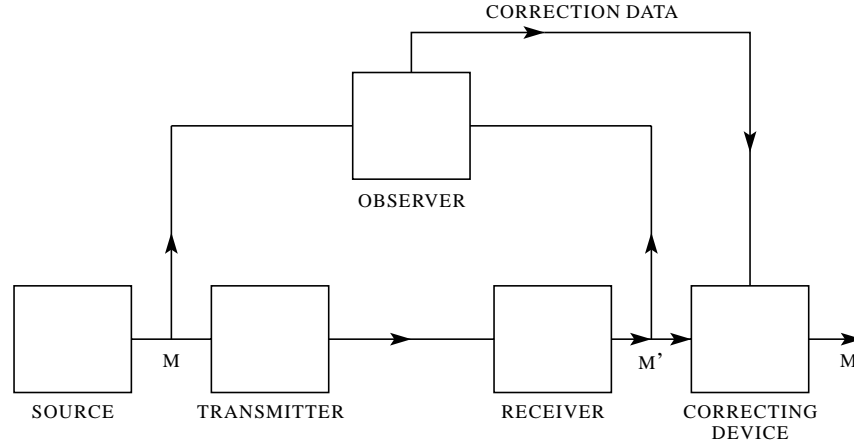 CORRECTION DATA
OBSERVER
M
M’
M
SOURCE
TRANSMITTER
RECEIVER
CORRECTING
DEVICE